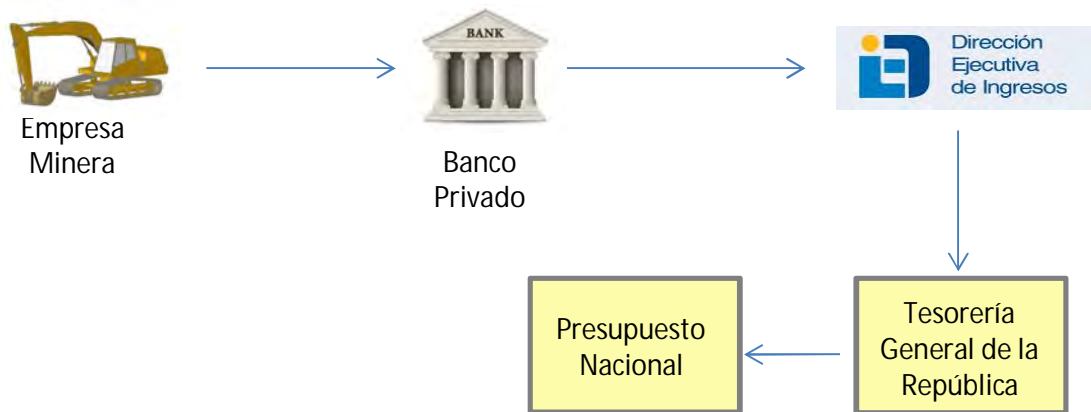 BANK
Dirección
Ejecutiva
de Ingresos
Empresa
Minera
Banco
Privado
Presupuesto
Nacional
Tesorería
General de la
República